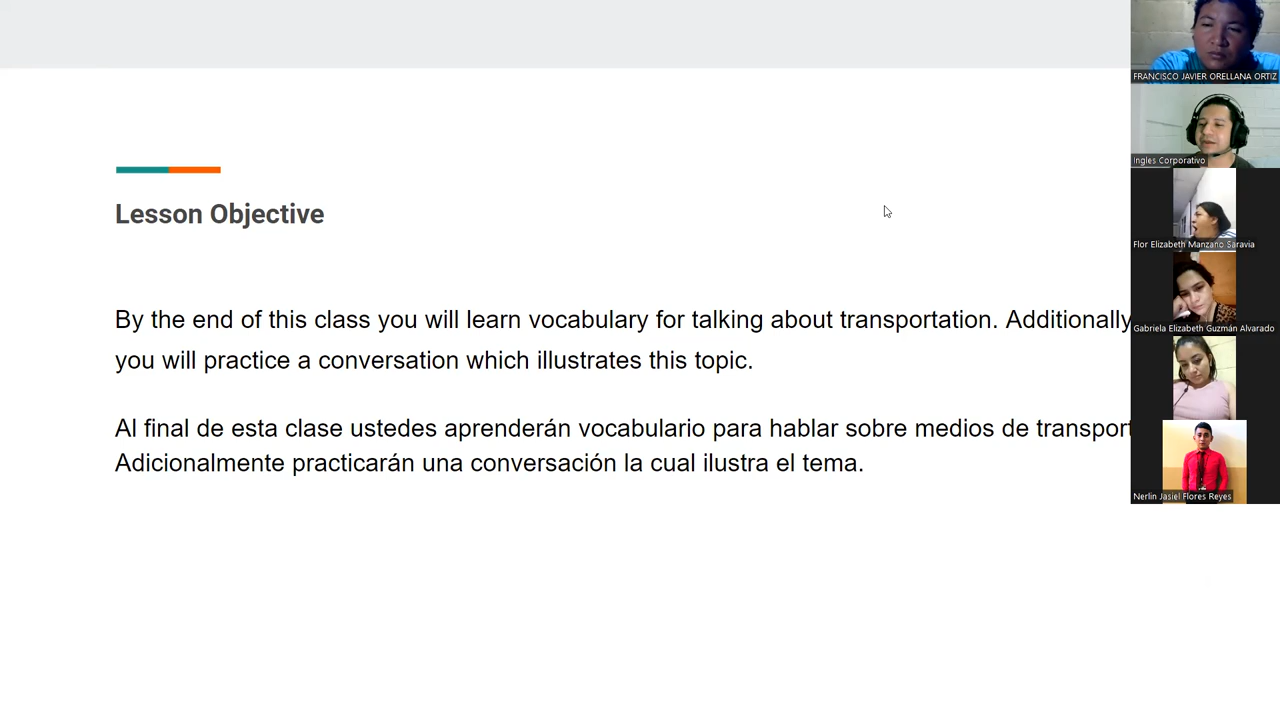 Lesson Objective
By the end of this class you will learn vocabulary for talking about transportation. Additionally
you will practice a conversation which illustrates this topic.
Al final de esta clase ustedes aprenderán vocabulario para hablar sobre medios de transport
Adicionalmente practicarán una conversación la cual ilustra el tema.
FRANCISCO JAVIER ORELLANA ORTIZ
Ingles Corporativo
Flor Elizabeth Manzano Saravia
Gabriela Elizabeth Guzmán Alvarado
Nerlin Jasiel Flores Reyes